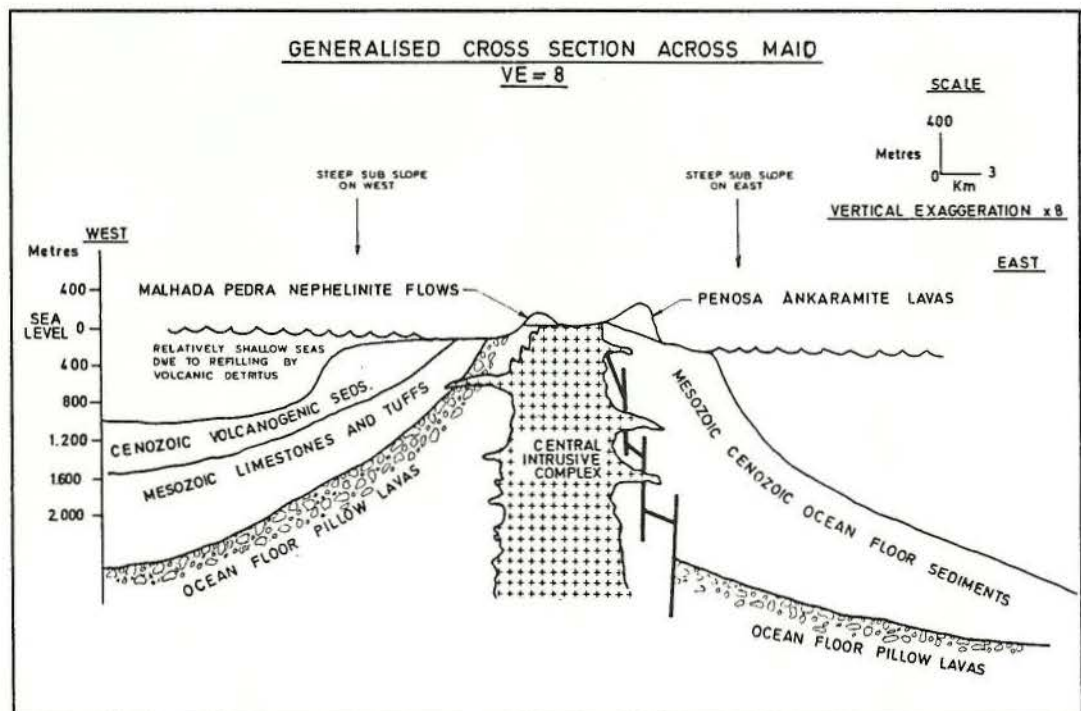 GENERALISED CROSS SECTION ACROSS MAIO
VE = 8
SCALE
400
Metres
0
3
Km
VERTICAL EXAGGERATION x 8
STEEP SUB SLOPE
ON WEST
STEEP SUB SLOPE
ON EAST
WEST
Metres
EAST
400
SEA
LEVEL
0
400
800
1.200
1600
2.000
MALHADA PEDRA NEPHELINITE FLOWS
PENOSA ANKARAMITE LAVAS
RELATIVELY SHALLOW SEAS
DUE TO REFILLING BY
VOLCANIC DETRITUS
CENOZOIC VOLCANOGENIC SEDS.
MESOZOIC LIMESTONES AND TUFFS
OCEAN FLOOR PILLOW LAVAS
CENTRAL
INTRUSIVE
COMPLEX
MESOZOIC CENOZOIC OCEAN FLOOR SEDIMENTS
OCEAN FLOOR PILLOW LAVAS